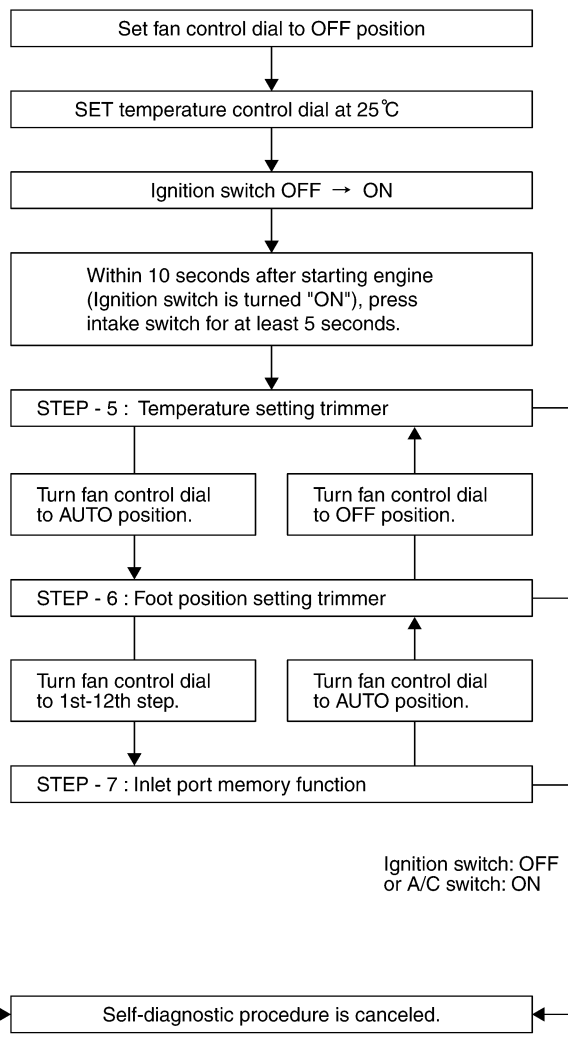 Set fan control dial to OFF position
SET temperature control dial at 25℃
Ignition switch OFF → ON
Within 10 seconds after starting engine
(Ignition switch is turned "ON"), press
intake switch for at least 5 seconds.
STEP - 5 : Temperature setting trimmer
Turn fan control dial
to AUTO position.
Turn fan control dial
to OFF position.
STEP - 6 : Foot position setting trimmer
Turn fan control dial
to 1st-12th step.
Turn fan control dial
to AUTO position.
STEP - 7 : Inlet port memory function
Ignition switch: OFF
or A/C switch: ON
Self-diagnostic procedure is canceled.